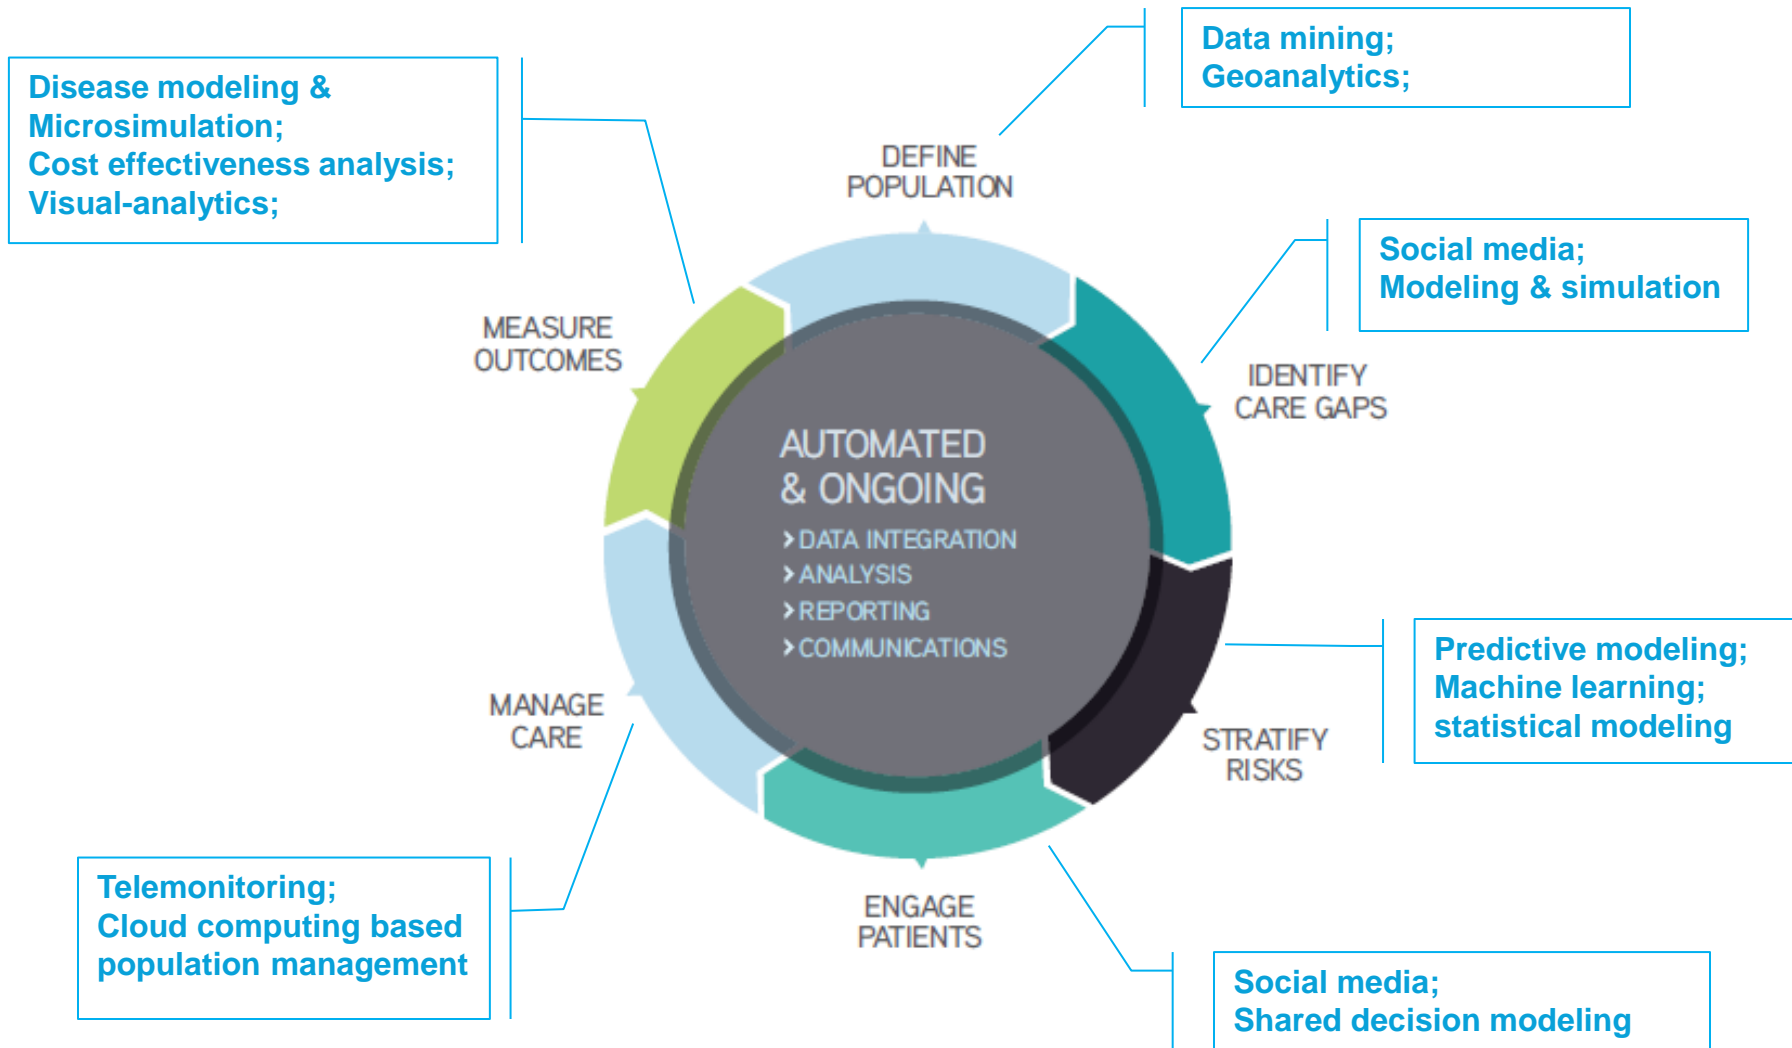 Data mining;
Geoanalytics;
Disease modeling &
Microsimulation;
Cost effectiveness analysis;
Visual-analytics;
DEFINE
POPULATION
Social media;
Modeling & simulation
MEASURE
OUTCOMES
IDENTIFY
CARE GAPS
AUTOMATED
& ONGOING
> DATA INTEGRATION
> ANALYSIS
> REPORTING
> COMMUNICATIONS
Predictive modeling;
Machine learning;
statistical modeling
MANAGE
CARE
STRATIFY
RISKS
Telemonitoring;
Cloud computing based
population management
ENGAGE
PATIENTS
Social media;
Shared decision modeling